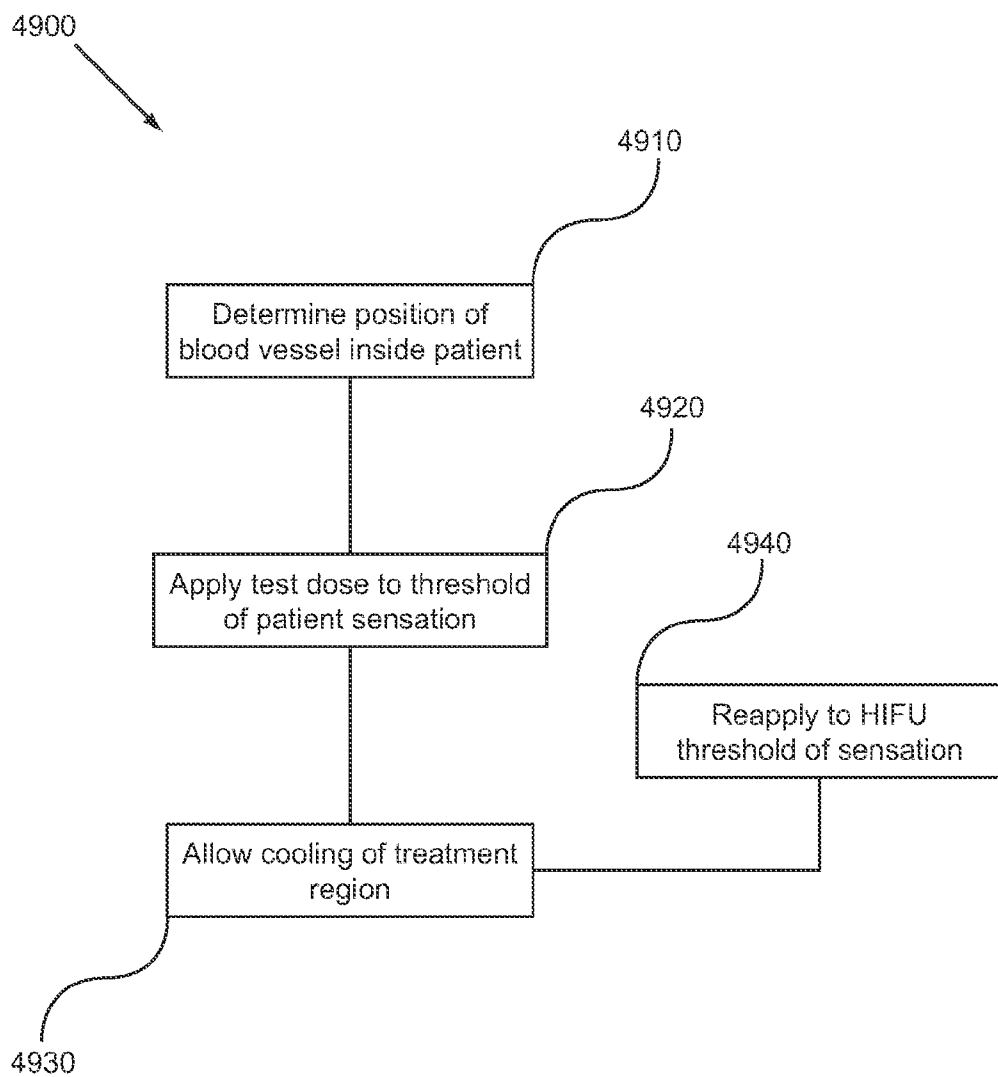 4900
4910
Determine position of
blood vessel inside patient
4920
Apply test dose to threshold
of patient sensation
4940
Reapply to HIFU
threshold of sensation
Allow cooling of treatment
region
4930